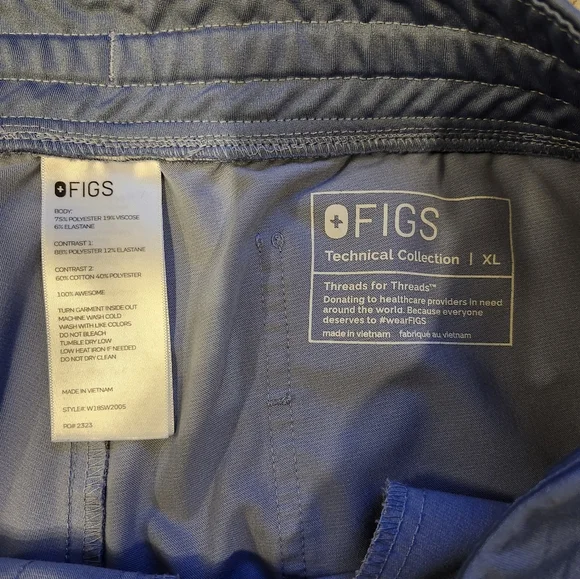 FIGS
BODY:
75% POLYESTER 19% VISCOSE
6% ELASTANE
CONTRAST 1:
88% POLYESTER 12% ELASTANE
CONTRAST 2:
60% COTTON 40% POLYESTER
100% AWESOME
TURN GARMENT INSIDE OUT
MACHINE WASH COLD
WASH WITH LIKE COLORS
DO NOT BLEACH
TUMBLE DRY LOW
LOW HEAT IRON IF NEEDED
DO NOT DRY CLEAN
MADE IN VIETNAM
STYLE#: W18SW2005
PO# 2323
FIGS
Technical Collection | XL
Threads for Threads™
Donating to healthcare providers in need
around the world. Because everyone
deserves to #wearFIGS
made in vietnam fabriqué au vietnam